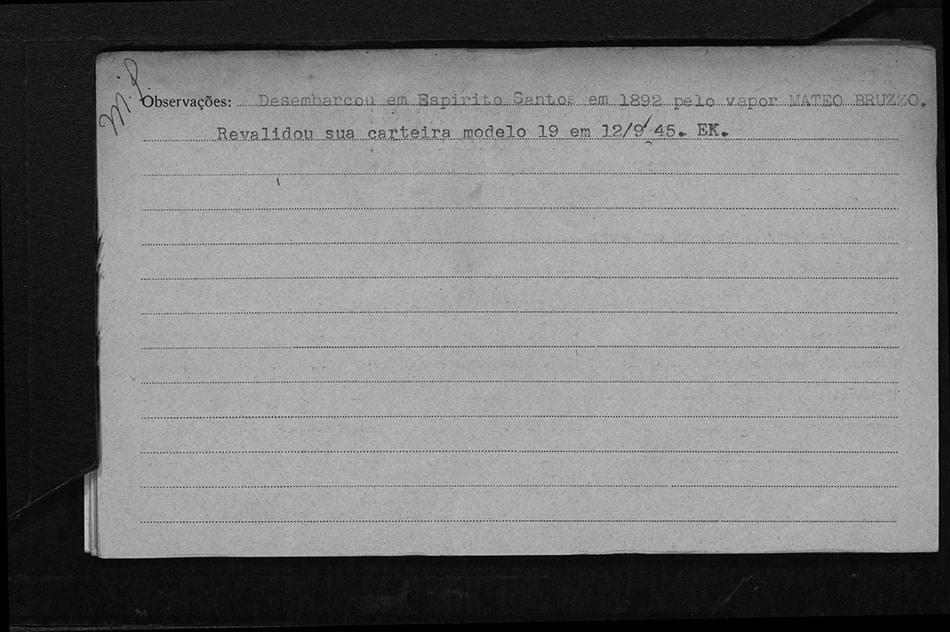 M.P.
Observações: Desembarcou em Espirito Santos em 1892 pelo vapor MATEO BRUZZO.
Revalidou sua carteira modelo 19 em 12/9/45. EK.